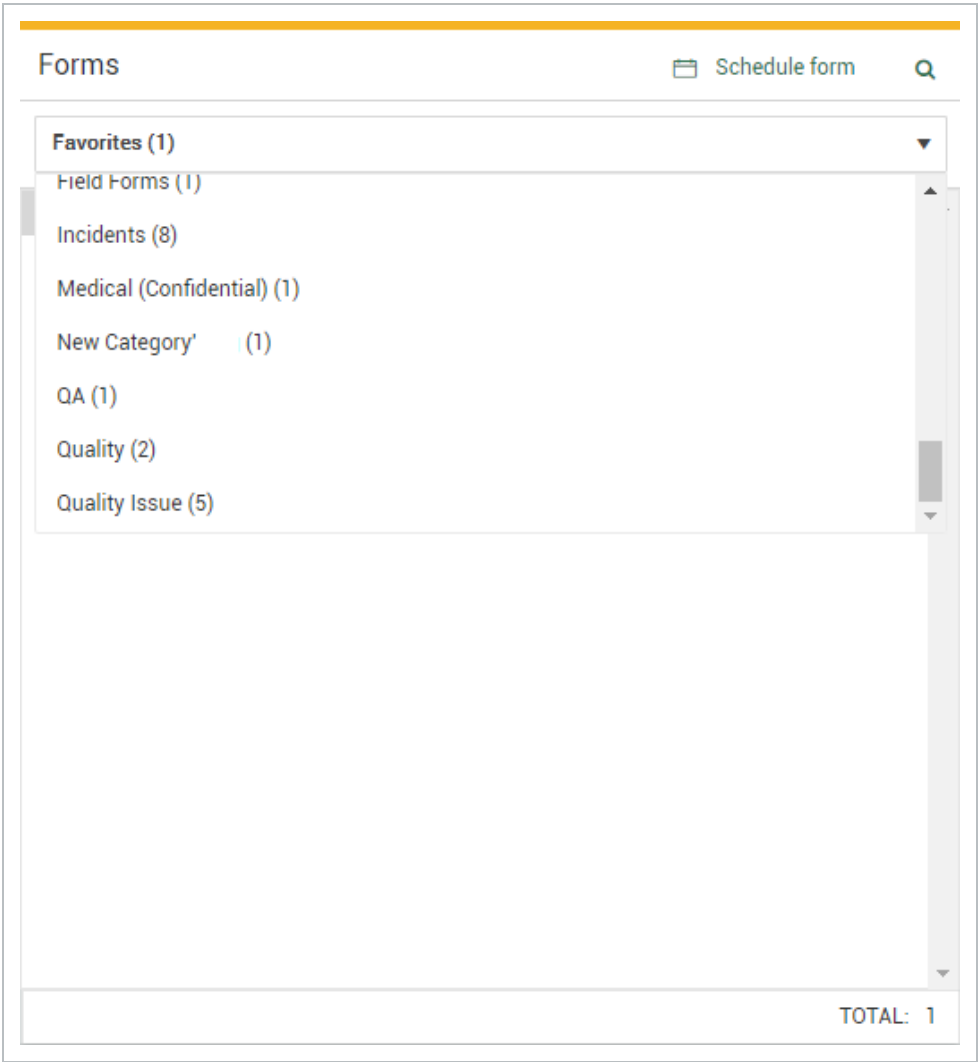 Forms Schedule form
Favorites (1)
Field Forms (1)
Incidents (8)
Medical (Confidential) (1)
New Category' (1)
QA (1)
Quality (2)
Quality Issue (5)
TOTAL: 1